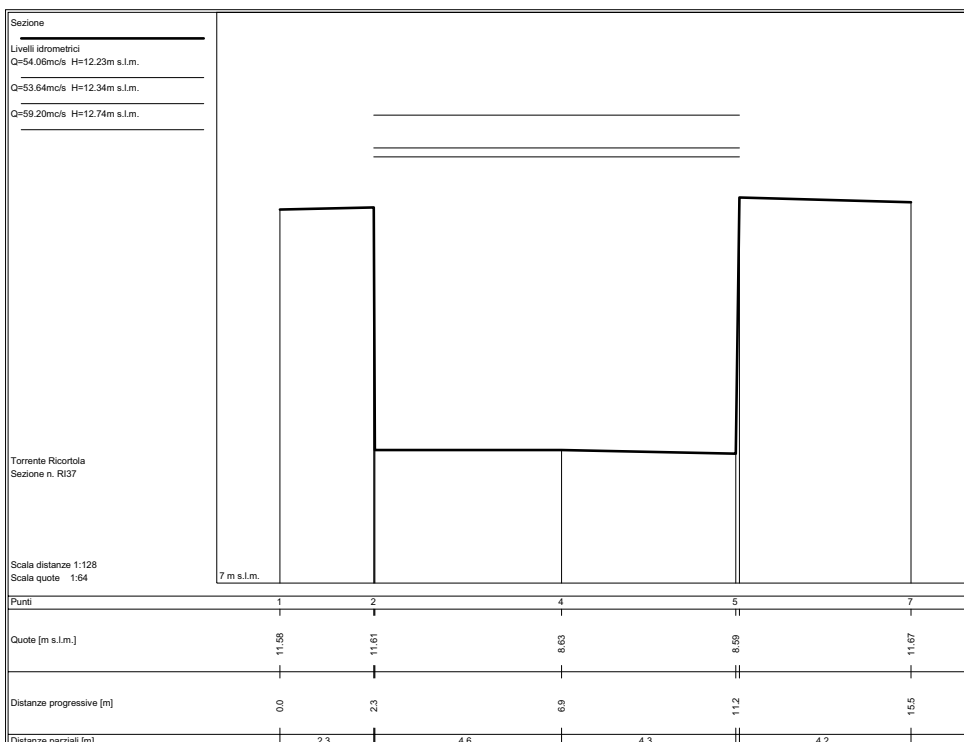 Sezione
Livelli idrometrici
Q=54.06mc/s H=12.23m s.l.m.
Q=53.64mc/s H=12.34m s.l.m.
Q=59.20mc/s H=12.74m s.l.m.
Torrente Ricortola
Sezione n. RI37
Scala distanze 1:128
Scala quote 1:64
7 m s.l.m.
Punti 1 2 4 5 7
Quote [m s.l.m.] 11.58 11.61 8.63 8.59 11.67
Distanze progressive [m] 0.0 2.3 6.9 11.2 15.5
Distanze parziali [m] 2.3 4.6 4.3 4.2